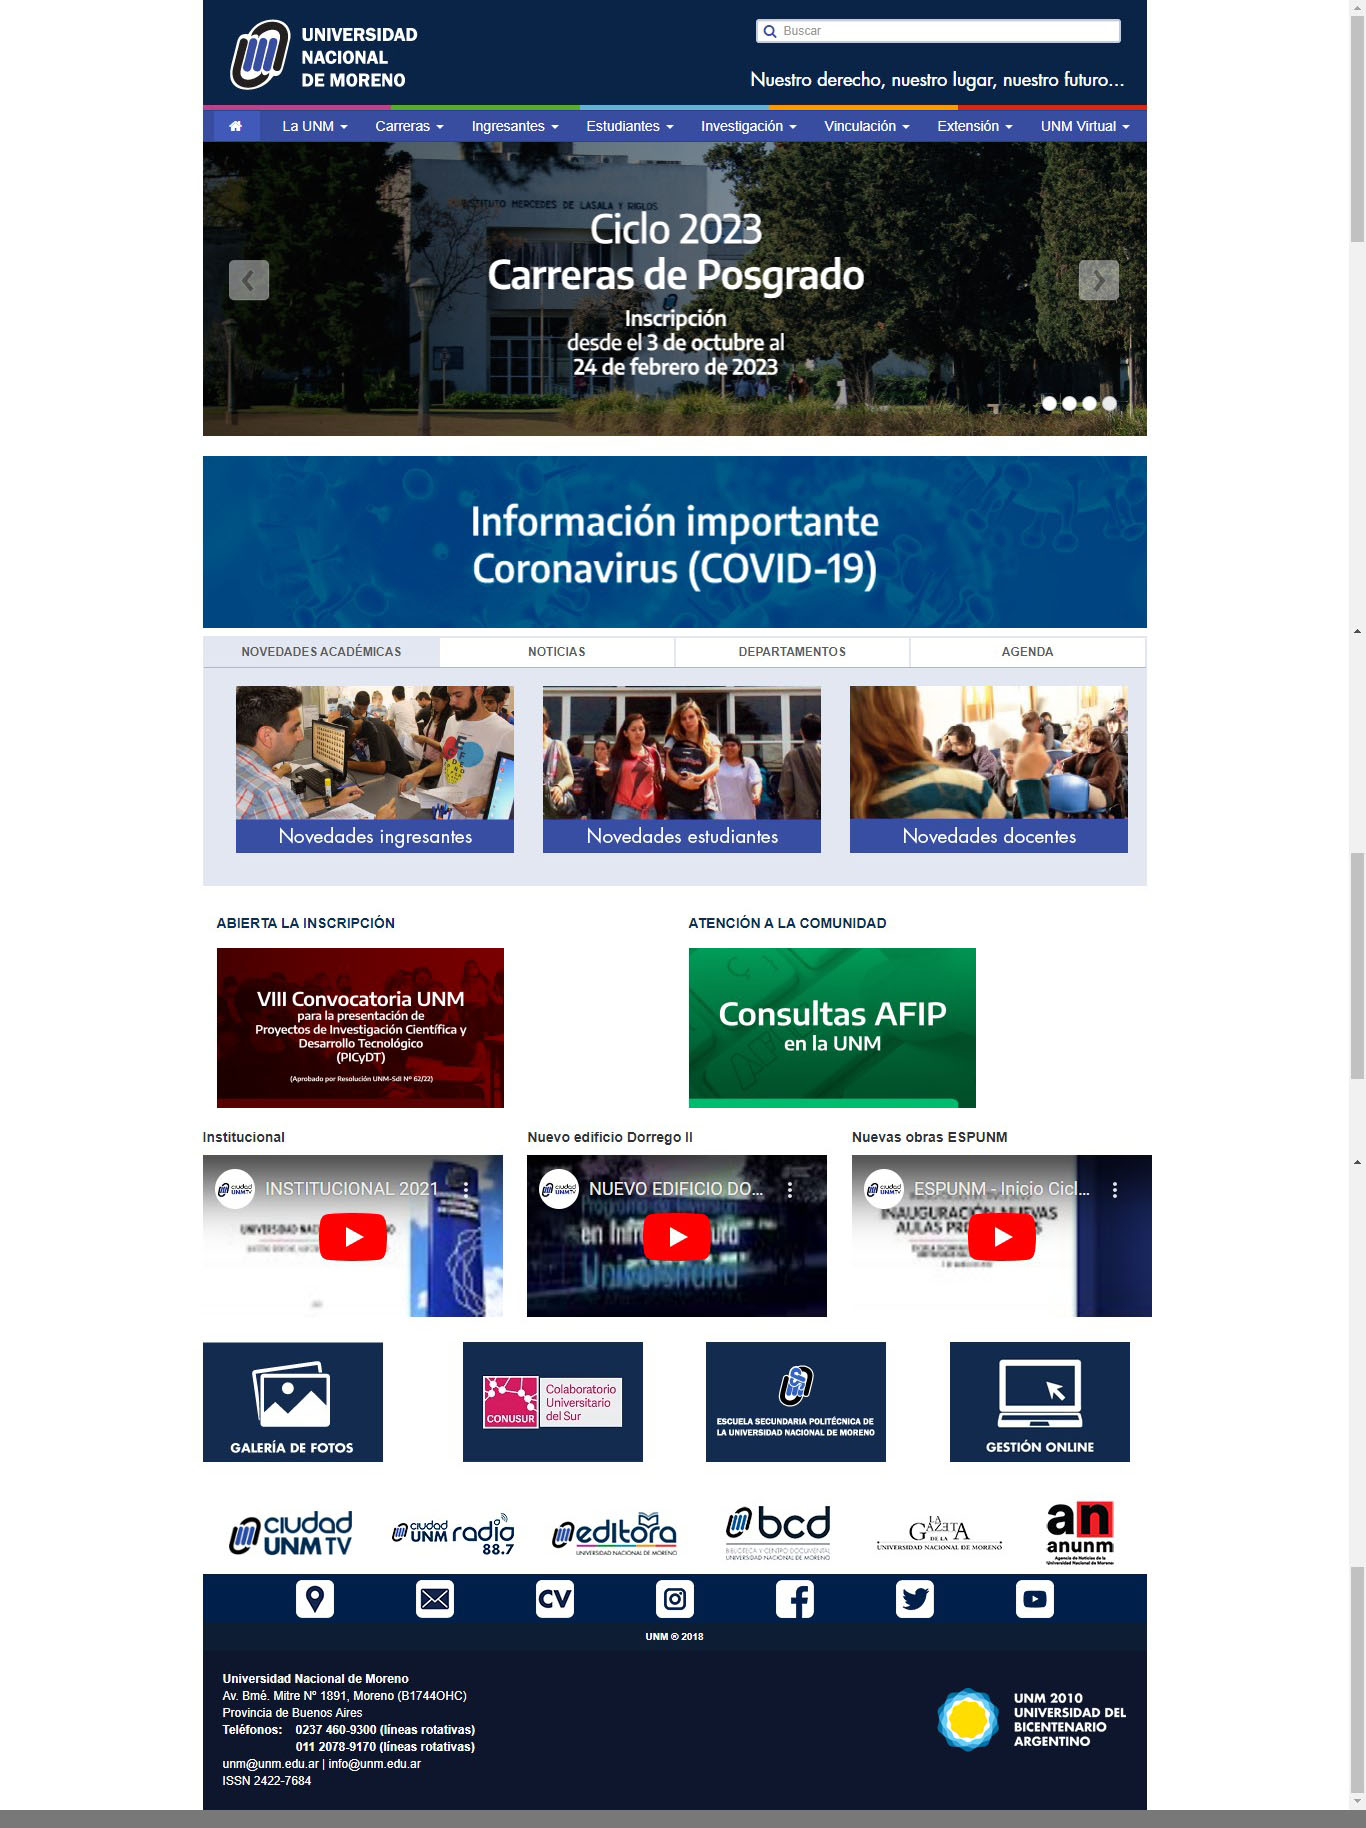 UNIVERSIDAD
NACIONAL
DE MORENO
Buscar
Nuestro derecho, nuestro lugar, nuestro futuro...
La UNM Carreras Ingresantes Estudiantes Investigación Vinculación Extensión UNM Virtual
INSTITUTO MERCEDES DE LASALA Y RIGLOS
Ciclo 2023
Carreras de Posgrado
Inscripción
desde el 3 de octubre al
24 de febrero de 2023
Información importante
Coronavirus (COVID-19)
NOVEDADES ACADÉMICAS NOTICIAS DEPARTAMENTOS AGENDA
Novedades ingresantes Novedades estudiantes Novedades docentes
ABIERTA LA INSCRIPCIÓN
VIII Convocatoria UNM
para la presentación de
Proyectos de Investigación Científica y
Desarrollo Tecnológico
(PICyDT)
(Aprobado por Resolución UNM-SdI Nº 62/22)
ATENCIÓN A LA COMUNIDAD
Consultas AFIP
en la UNM
Institucional
INSTITUCIONAL 2021
Nuevo edificio Dorrego II
NUEVO EDIFICIO DO...
Nuevas obras ESPUNM
ESPUNM - Inicio Cicl...
GALERÍA DE FOTOS
CONUSUR
Colaboratorio
Universitario
del Sur
ESCUELA SECUNDARIA POLITÉCNICA DE
LA UNIVERSIDAD NACIONAL DE MORENO
GESTIÓN ONLINE
ciudad
UNM TV
ciudad
UNM radio
88.7
editora
UNIVERSIDAD NACIONAL DE MORENO
bcd
BIBLIOTECA Y CENTRO DOCUMENTAL
UNIVERSIDAD NACIONAL DE MORENO
LA
GAZETA
DE LA
UNIVERSIDAD NACIONAL DE MORENO
an
anunm
Agencia de Noticias de la
Universidad Nacional de Moreno
CV
UNM ® 2018
Universidad Nacional de Moreno
Av. Bmé. Mitre Nº 1891, Moreno (B1744OHC)
Provincia de Buenos Aires
Teléfonos: 0237 460-9300 (líneas rotativas)
011 2078-9170 (líneas rotativas)
unm@unm.edu.ar | info@unm.edu.ar
ISSN 2422-7684
UNM 2010
UNIVERSIDAD DEL
BICENTENARIO
ARGENTINO